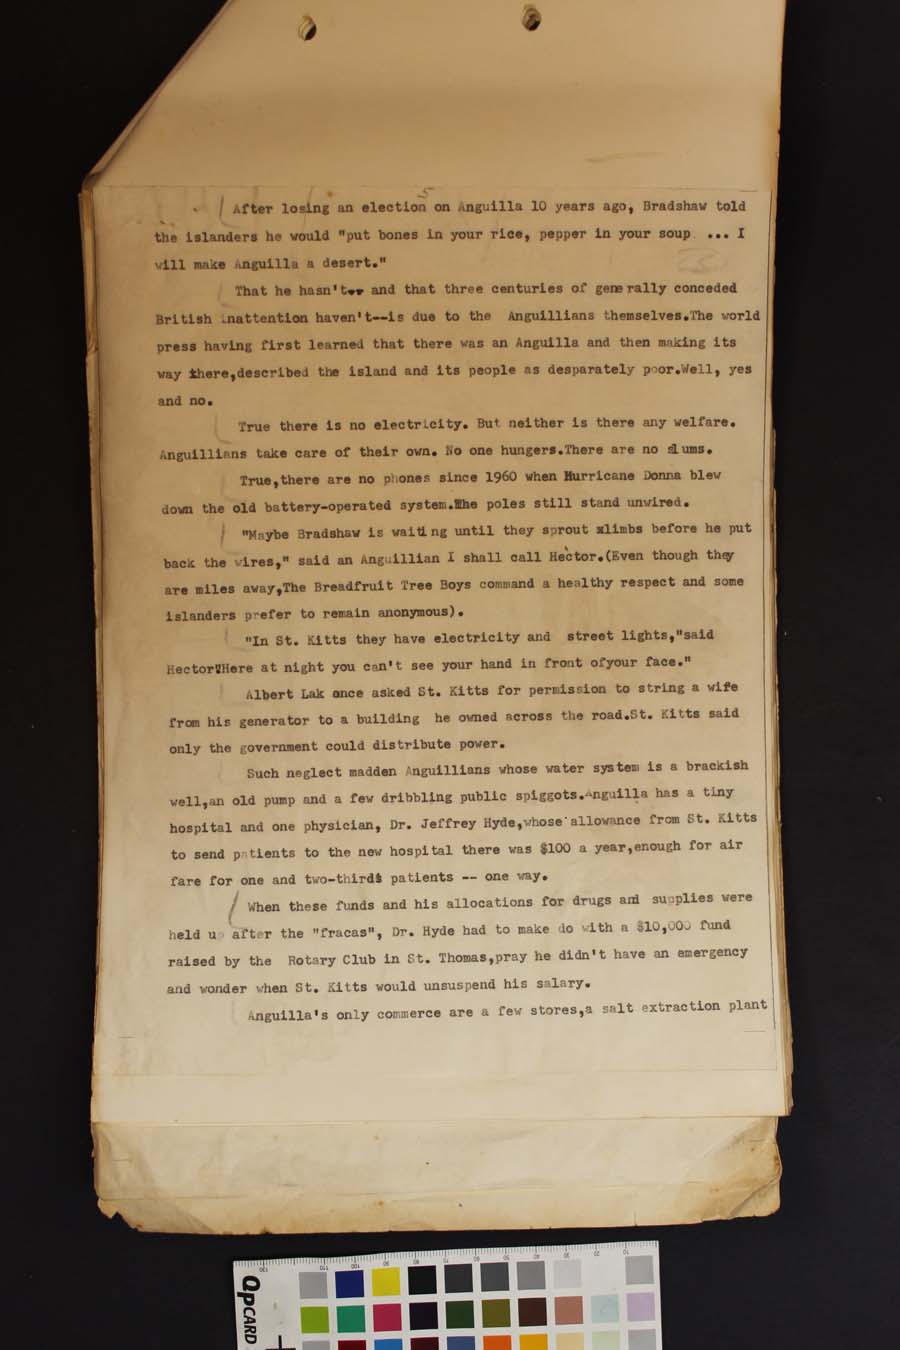 5
After losing an election on Anguilla 10 years ago, Bradshaw told
the islanders he would "put bones in your rice, pepper in your soup. ... I
will make Anguilla a desert."
That he hasn't-- and that three centuries of generally conceded
British inattention haven't--is due to the Anguillians themselves.The world
press having first learned that there was an Anguilla and then making its
way there,described the island and its people as desparately poor.Well, yes
and no.
True there is no electricity. But neither is there any welfare.
Anguillians take care of their own. No one hungers.There are no slums.
True,there are no phones since 1960 when Hurricane Donna blew
down the old battery-operated system.The poles still stand unwired.
"Maybe Bradshaw is waiting until they sprout xlimbs before he put
back the wires," said an Anguillian I shall call Hector.(Even though they
are miles away,The Breadfruit Tree Boys command a healthy respect and some
islanders prefer to remain anonymous).
"In St. Kitts they have electricity and street lights,"said
Hector."Here at night you can't see your hand in front ofyour face."
Albert Lak once asked St. Kitts for permission to string a wife
from his generator to a building he owned across the road.St. Kitts said
only the government could distribute power.
Such neglect madden Anguillians whose water system is a brackish
well,an old pump and a few dribbling public spiggots.Anguilla has a tiny
hospital and one physician, Dr. Jeffrey Hyde,whose allowance from St. Kitts
to send patients to the new hospital there was $100 a year,enough for air
fare for one and two-thirds patients -- one way.
When these funds and his allocations for drugs and supplies were
held up after the "fracas", Dr. Hyde had to make do with a $10,000 fund
raised by the Rotary Club in St. Thomas,pray he didn't have an emergency
and wonder when St. Kitts would unsuspend his salary.
Anguilla's only commerce are a few stores,a salt extraction plant
QPCARD